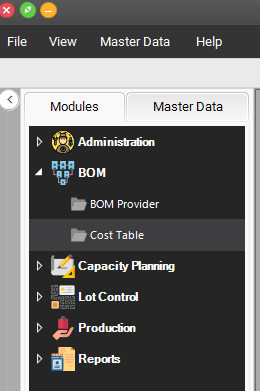 File View Master Data Help
Modules Master Data
Administration
BOM
BOM Provider
Cost Table
Capacity Planning
Lot Control
Production
Reports